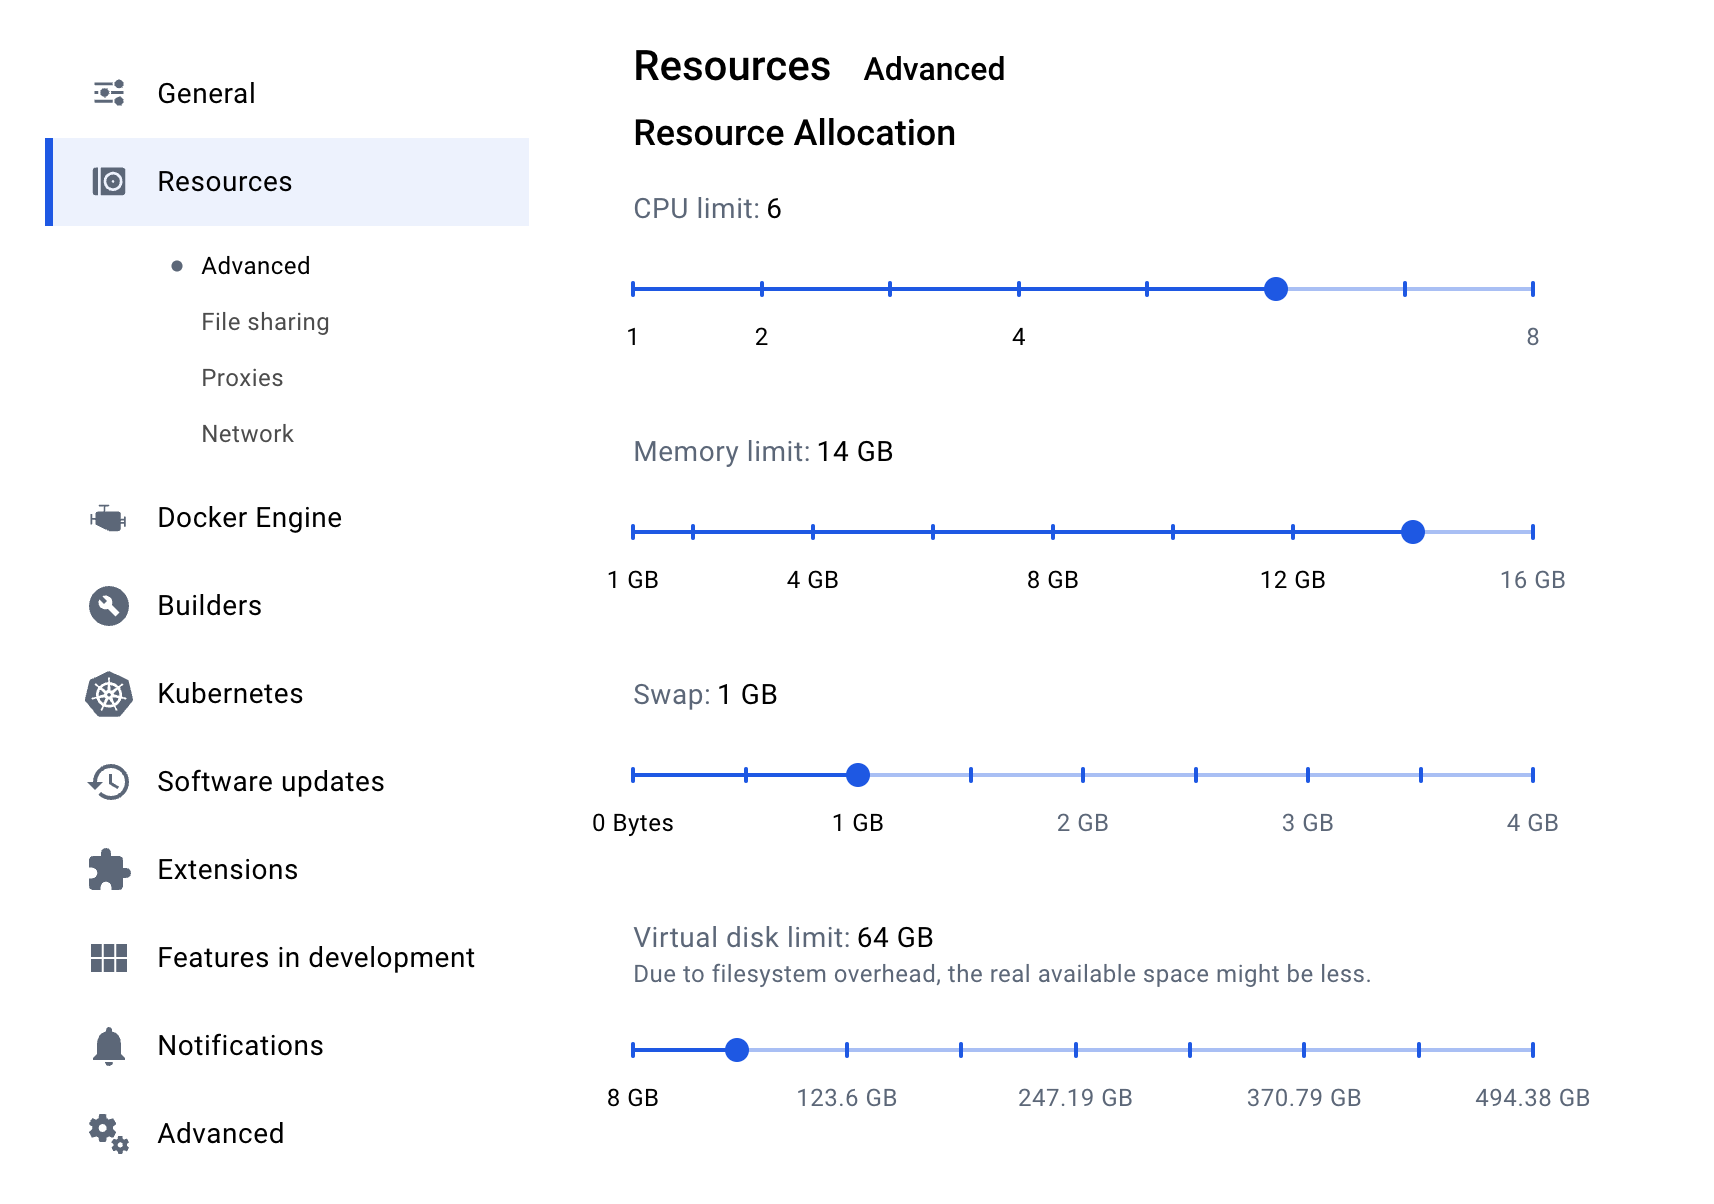 General
Resources
Advanced
File sharing
Proxies
Network
Docker Engine
Builders
Kubernetes
Software updates
Extensions
Features in development
Notifications
Advanced
Resources Advanced
Resource Allocation
CPU limit: 6
1 2 4 8
Memory limit: 14 GB
1 GB 4 GB 8 GB 12 GB 16 GB
Swap: 1 GB
0 Bytes 1 GB 2 GB 3 GB 4 GB
Virtual disk limit: 64 GB
Due to filesystem overhead, the real available space might be less.
8 GB 123.6 GB 247.19 GB 370.79 GB 494.38 GB